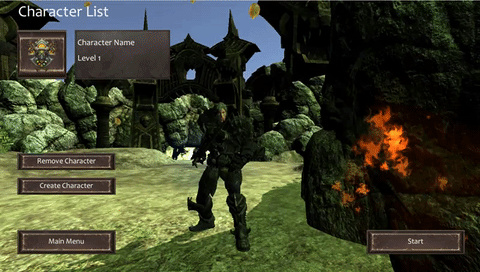 Character List
Character Name
Level 1
Remove Character
Create Character
Main Menu
Start